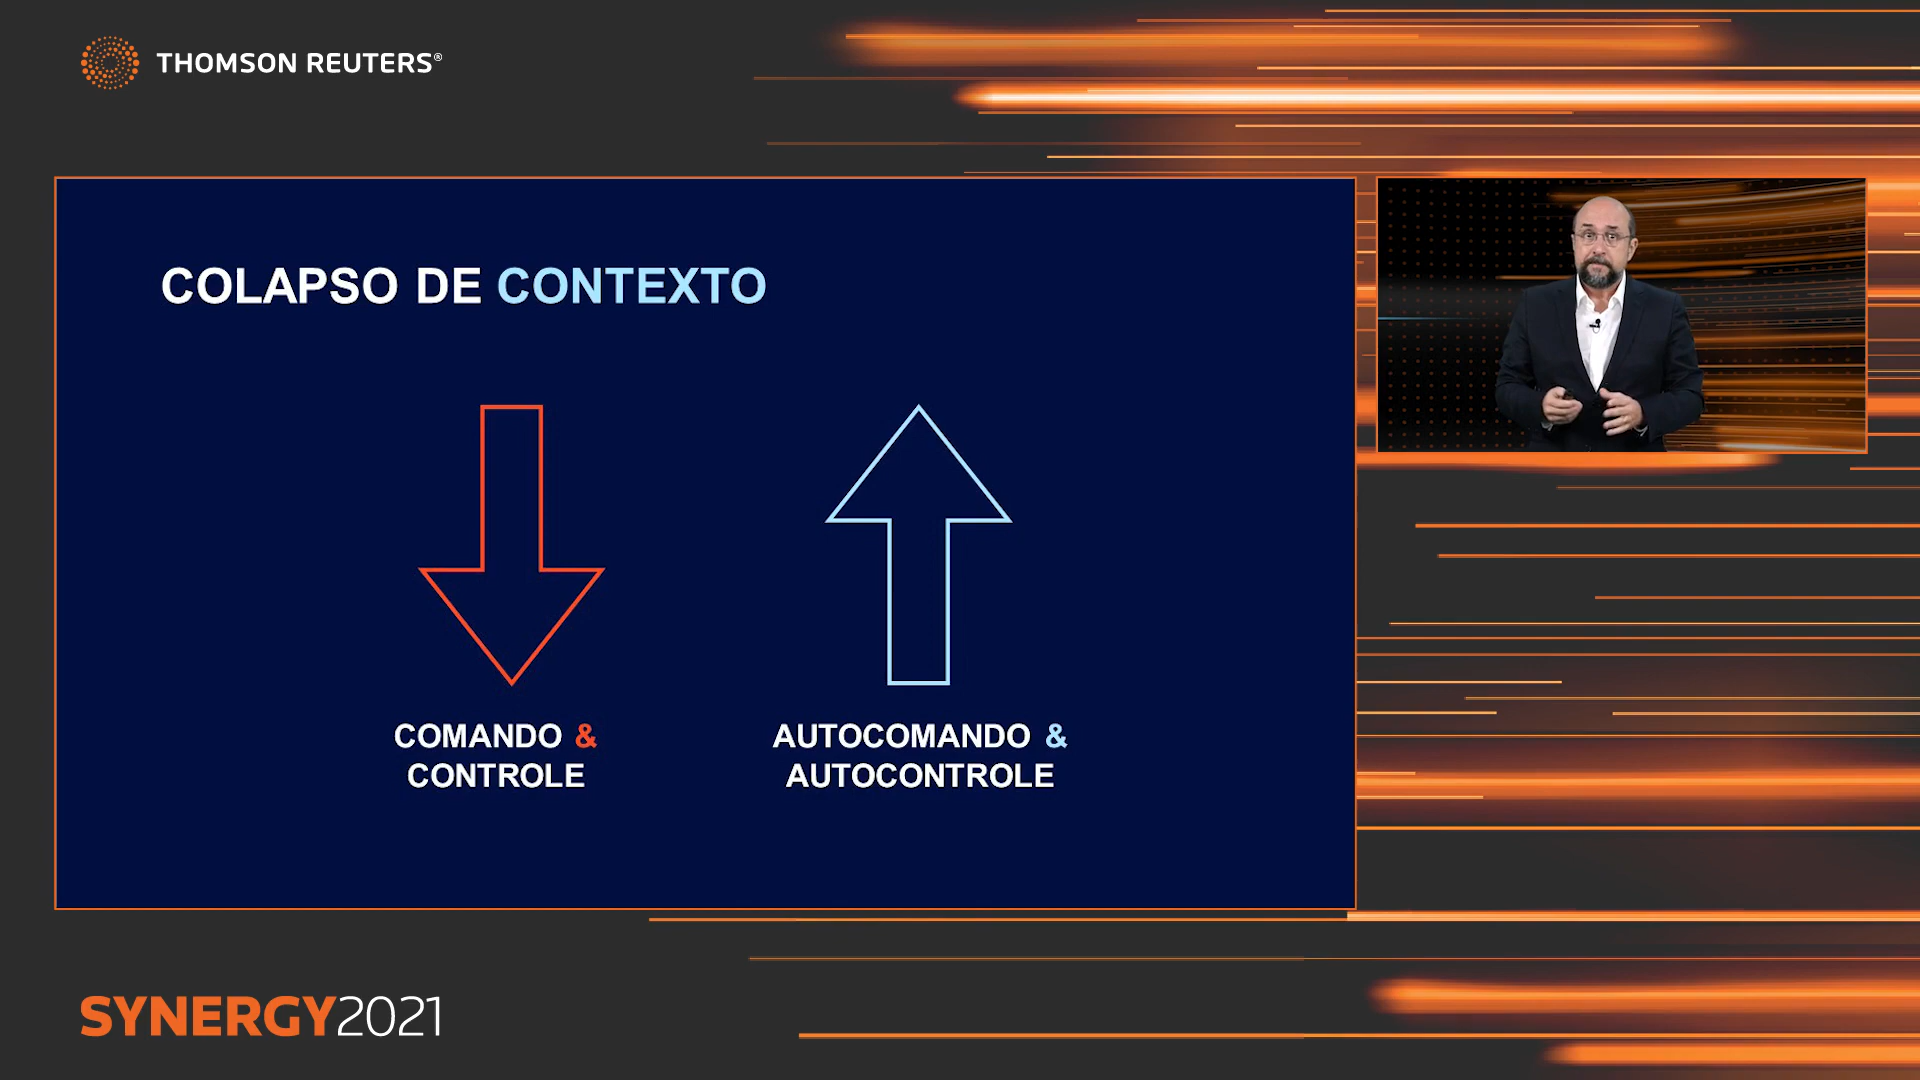 THOMSON REUTERS®
COLAPSO DE CONTEXTO
COMANDO &
CONTROLE
AUTOCOMANDO &
AUTOCONTROLE
SYNERGY2021